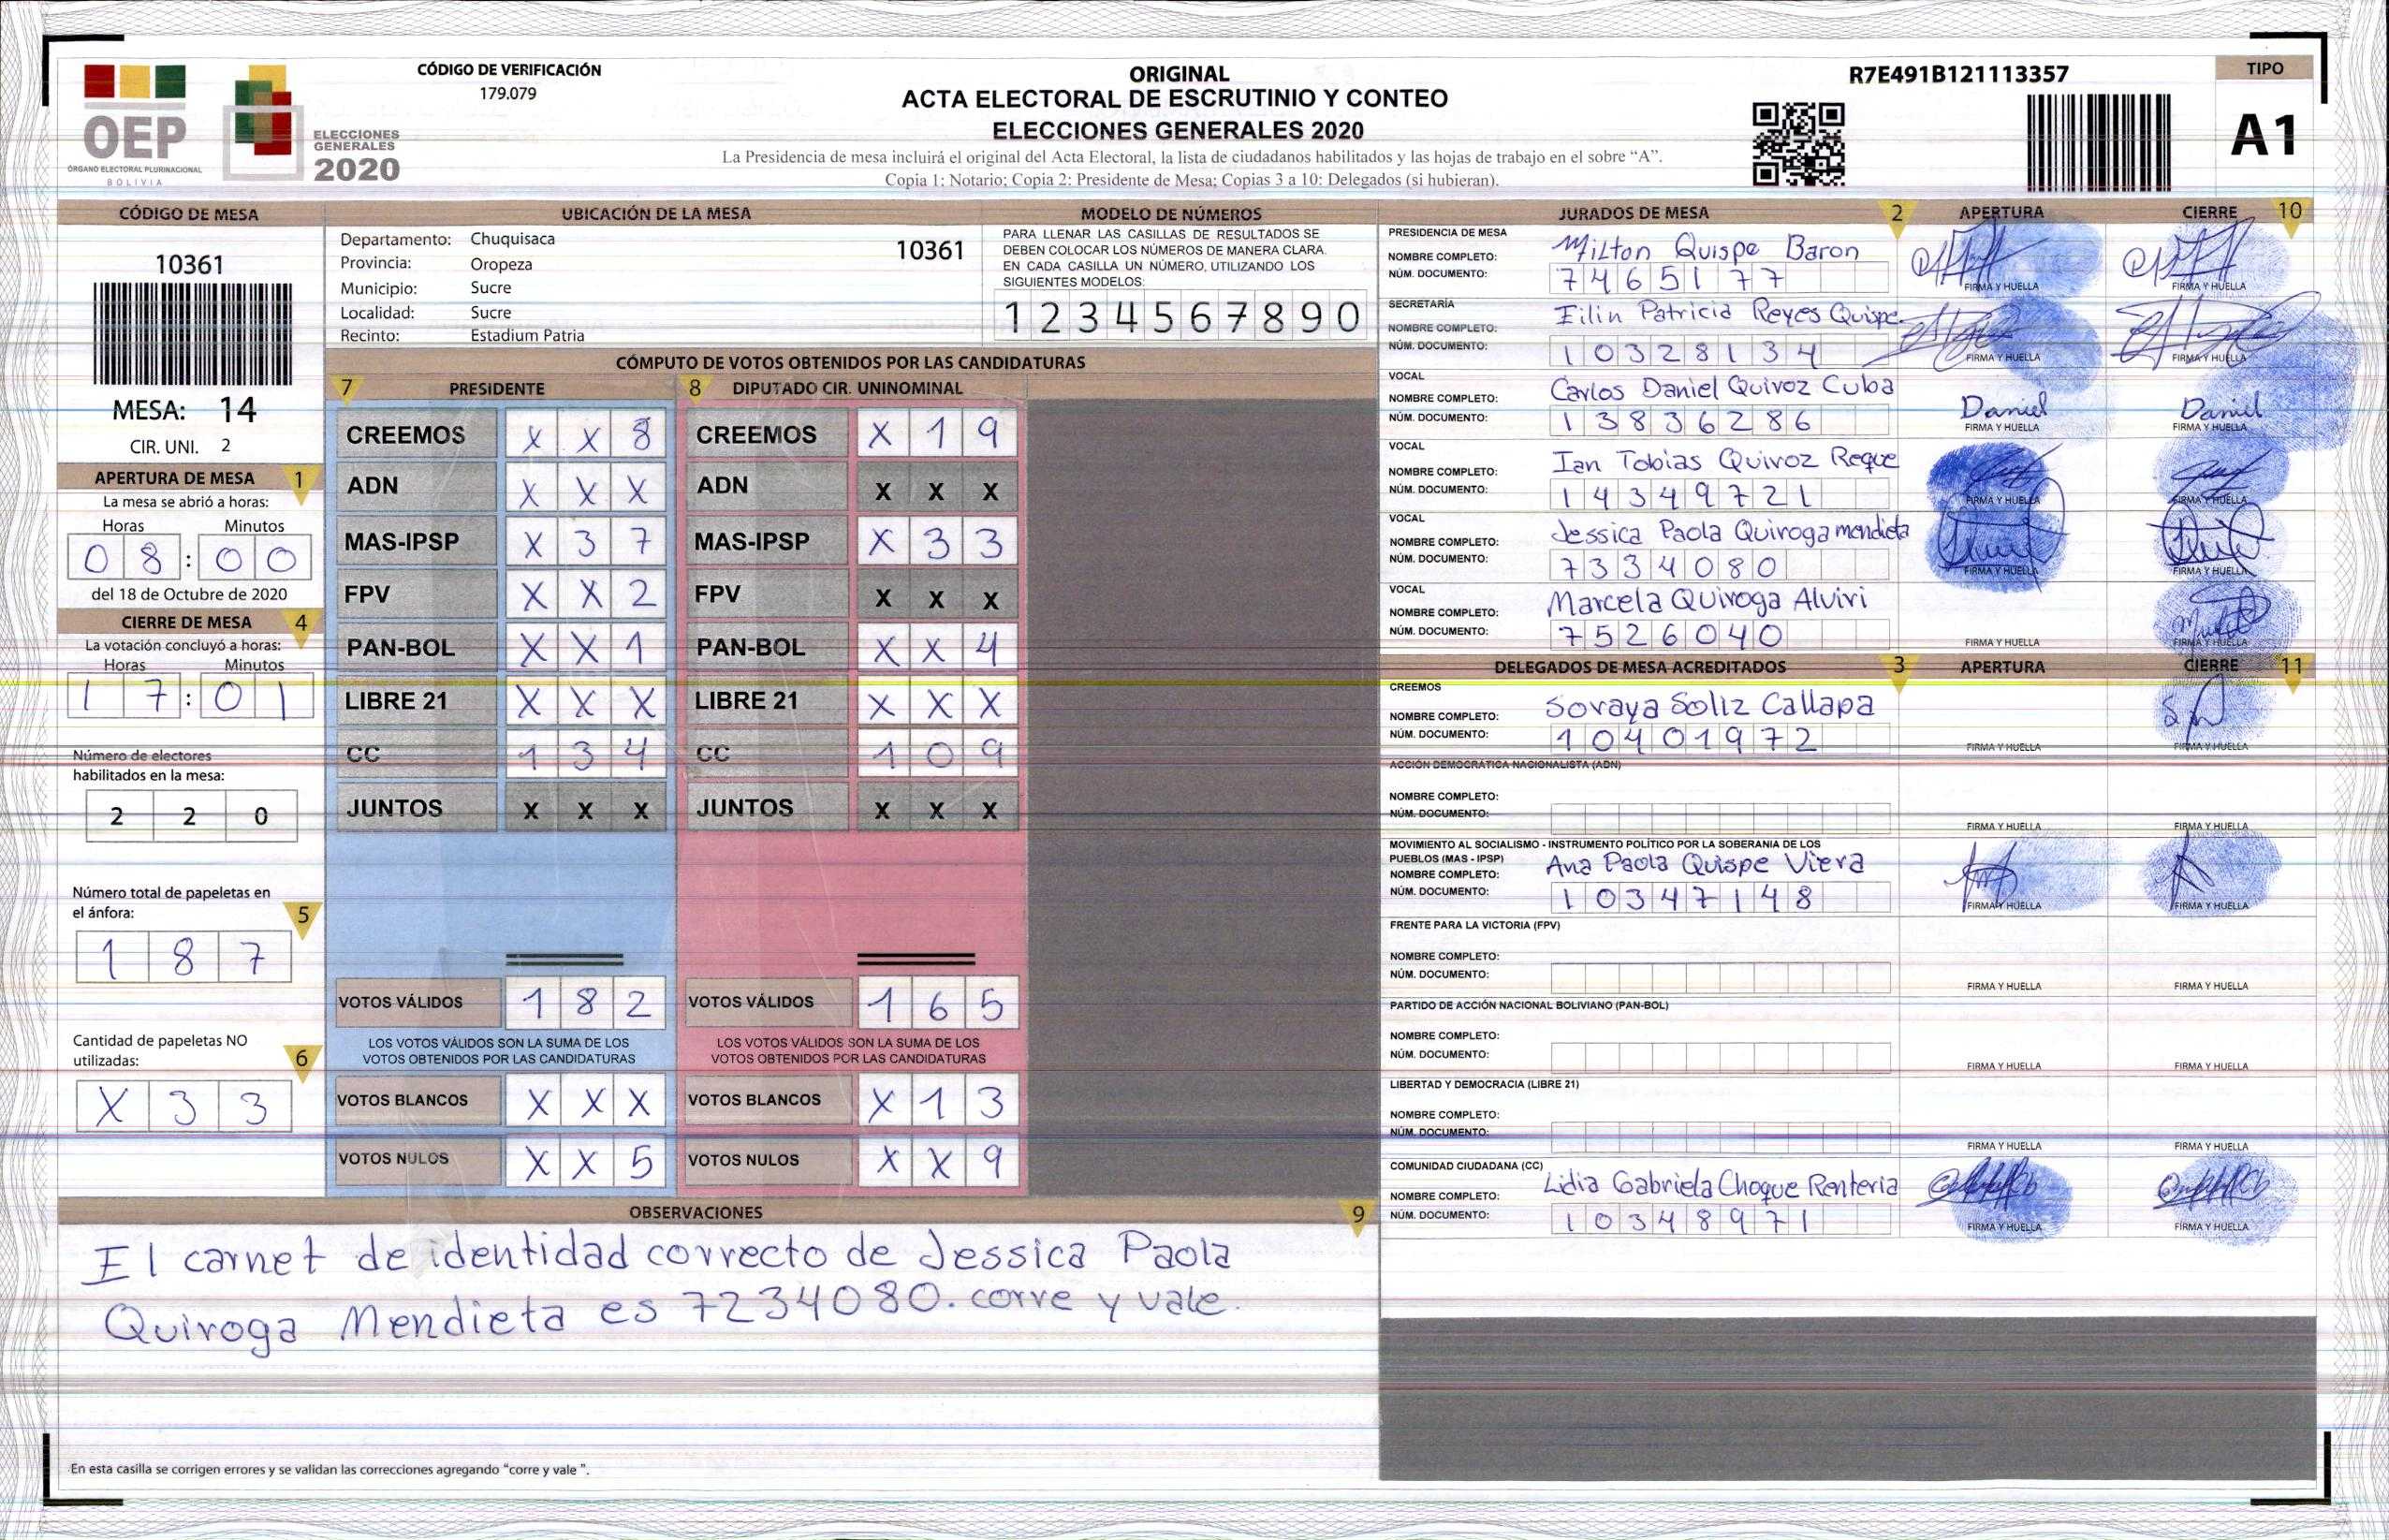 OEP
ÓRGANO ELECTORAL PLURINACIONAL
BOLIVIA
ELECCIONES
GENERALES
2020
CÓDIGO DE VERIFICACIÓN
179.079
ORIGINAL
ACTA ELECTORAL DE ESCRUTINIO Y CONTEO
ELECCIONES GENERALES 2020
La Presidencia de mesa incluirá el original del Acta Electoral, la lista de ciudadanos habilitados y las hojas de trabajo en el sobre “A”.
Copia 1: Notario; Copia 2: Presidente de Mesa; Copias 3 a 10: Delegados (si hubieran).
R7E491B121113357
TIPO
A1
CÓDIGO DE MESA
10361
MESA: 14
CIR. UNI. 2
APERTURA DE MESA 1
La mesa se abrió a horas:
Horas Minutos
0 8 : 0 0
del 18 de Octubre de 2020
CIERRE DE MESA 4
La votación concluyó a horas:
Horas Minutos
1 7 : 0 1
Número de electores
habilitados en la mesa:
2 2 0
Número total de papeletas en
el ánfora: 5
1 8 7
Cantidad de papeletas NO
utilizadas: 6
X 3 3
UBICACIÓN DE LA MESA
Departamento: Chuquisaca 10361
Provincia: Oropeza
Municipio: Sucre
Localidad: Sucre
Recinto: Estadium Patria
MODELO DE NÚMEROS
PARA LLENAR LAS CASILLAS DE RESULTADOS SE
DEBEN COLOCAR LOS NÚMEROS DE MANERA CLARA.
EN CADA CASILLA UN NÚMERO, UTILIZANDO LOS
SIGUIENTES MODELOS:
1 2 3 4 5 6 7 8 9 0
CÓMPUTO DE VOTOS OBTENIDOS POR LAS CANDIDATURAS
7 PRESIDENTE
CREEMOS X X 8
ADN X X X
MAS-IPSP X 3 7
FPV X X 2
PAN-BOL X X 1
LIBRE 21 X X X
CC 1 3 4
JUNTOS X X X
VOTOS VÁLIDOS 1 8 2
LOS VOTOS VÁLIDOS SON LA SUMA DE LOS
VOTOS OBTENIDOS POR LAS CANDIDATURAS
VOTOS BLANCOS X X X
VOTOS NULOS X X 5
8 DIPUTADO CIR. UNINOMINAL
CREEMOS X 1 9
ADN X X X
MAS-IPSP X 3 3
FPV X X X
PAN-BOL X X 4
LIBRE 21 X X X
CC 1 0 9
JUNTOS X X X
VOTOS VÁLIDOS 1 6 5
LOS VOTOS VÁLIDOS SON LA SUMA DE LOS
VOTOS OBTENIDOS POR LAS CANDIDATURAS
VOTOS BLANCOS X 1 3
VOTOS NULOS X X 9
OBSERVACIONES 9
El carnet de identidad correcto de Jessica Paola
Quiroga Mendieta es 7234080. corre y vale.
En esta casilla se corrigen errores y se validan las correcciones agregando “corre y vale ”.
JURADOS DE MESA 2 APERTURA CIERRE 10
PRESIDENCIA DE MESA
NOMBRE COMPLETO: Milton Quispe Baron
NÚM. DOCUMENTO: 7465177
FIRMA Y HUELLA FIRMA Y HUELLA
SECRETARÍA
NOMBRE COMPLETO: Eilin Patricia Reyes Quispe
NÚM. DOCUMENTO: 10328134
FIRMA Y HUELLA FIRMA Y HUELLA
VOCAL
NOMBRE COMPLETO: Carlos Daniel Quiroz Cuba
NÚM. DOCUMENTO: 13836286
Daniel Daniel
FIRMA Y HUELLA FIRMA Y HUELLA
VOCAL
NOMBRE COMPLETO: Ian Tobias Quiroz Reque
NÚM. DOCUMENTO: 14349721
FIRMA Y HUELLA FIRMA Y HUELLA
VOCAL
NOMBRE COMPLETO: Jessica Paola Quiroga mendieta
NÚM. DOCUMENTO: 7334080
FIRMA Y HUELLA FIRMA Y HUELLA
VOCAL
NOMBRE COMPLETO: Marcela Quiroga Alviri
NÚM. DOCUMENTO: 7526040
FIRMA Y HUELLA FIRMA Y HUELLA
DELEGADOS DE MESA ACREDITADOS 3 APERTURA CIERRE 11
CREEMOS
NOMBRE COMPLETO: Soraya Soliz Callapa
NÚM. DOCUMENTO: 10401972
FIRMA Y HUELLA FIRMA Y HUELLA
ACCIÓN DEMOCRÁTICA NACIONALISTA (ADN)
NOMBRE COMPLETO:
NÚM. DOCUMENTO:
FIRMA Y HUELLA FIRMA Y HUELLA
MOVIMIENTO AL SOCIALISMO - INSTRUMENTO POLÍTICO POR LA SOBERANIA DE LOS
PUEBLOS (MAS - IPSP)
NOMBRE COMPLETO: Ana Paola Quispe Viera
NÚM. DOCUMENTO: 10347148
FIRMA Y HUELLA FIRMA Y HUELLA
FRENTE PARA LA VICTORIA (FPV)
NOMBRE COMPLETO:
NÚM. DOCUMENTO:
FIRMA Y HUELLA FIRMA Y HUELLA
PARTIDO DE ACCIÓN NACIONAL BOLIVIANO (PAN-BOL)
NOMBRE COMPLETO:
NÚM. DOCUMENTO:
FIRMA Y HUELLA FIRMA Y HUELLA
LIBERTAD Y DEMOCRACIA (LIBRE 21)
NOMBRE COMPLETO:
NÚM. DOCUMENTO:
FIRMA Y HUELLA FIRMA Y HUELLA
COMUNIDAD CIUDADANA (CC)
NOMBRE COMPLETO: Lidia Gabriela Choque Renteria
NÚM. DOCUMENTO: 10348971
FIRMA Y HUELLA FIRMA Y HUELLA